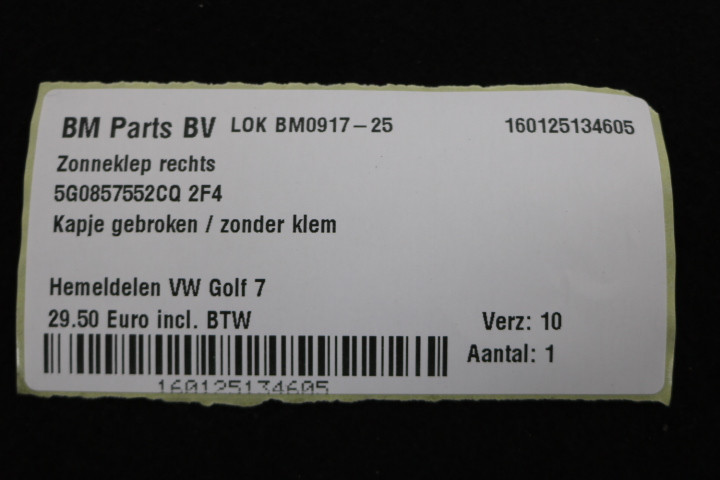 BM Parts BV LOK BM0917-25 160125134605
Zonneklep rechts
5G0857552CQ 2F4
Kapje gebroken / zonder klem
Hemeldelen VW Golf 7
29.50 Euro incl. BTW Verz: 10
Aantal: 1
160125134605